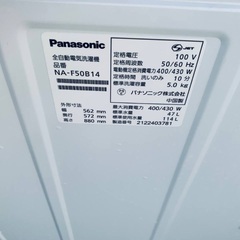 Panasonic
全自動電気洗濯機
品番
NA-F50B14
外形寸法
幅 562 mm
奥行 572 mm
高さ 880 mm
JET
定格電圧 100 V
定格周波数 50/60 Hz
電動機定格消費電力 400/430 W
定格時間 洗いのみ 10 分
標準洗濯容量 5.0 kg
パナソニック株式会社
中国製
最大消費電力 400/430 W
標準水量 47 L
標準使用水量 114 L
製造番号 2122403781